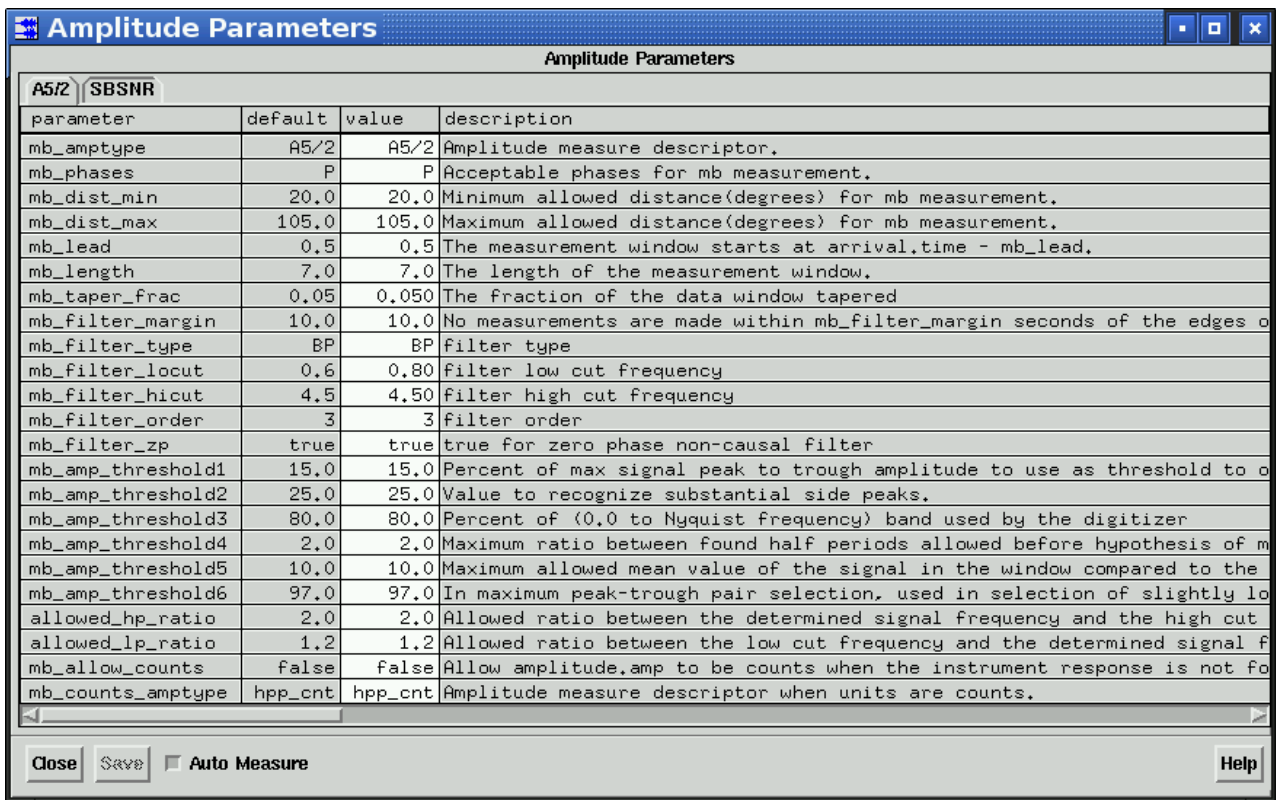 Amplitude Parameters
Amplitude Parameters
A5/2 SBSNR
parameter default value description
mb_amptype A5/2 A5/2 Amplitude measure descriptor.
mb_phases P P Acceptable phases for mb measurement.
mb_dist_min 20.0 20.0 Minimum allowed distance(degrees) for mb measurement.
mb_dist_max 105.0 105.0 Maximum allowed distance(degrees) for mb measurement.
mb_lead 0.5 0.5 The measurement window starts at arrival.time - mb_lead.
mb_length 7.0 7.0 The length of the measurement window.
mb_taper_frac 0.05 0.050 The fraction of the data window tapered
mb_filter_margin 10.0 10.0 No measurements are made within mb_filter_margin seconds of the edges o
mb_filter_type BP BP filter type
mb_filter_locut 0.6 0.80 filter low cut frequency
mb_filter_hicut 4.5 4.50 filter high cut frequency
mb_filter_order 3 3 filter order
mb_filter_zp true true true for zero phase non-causal filter
mb_amp_threshold1 15.0 15.0 Percent of max signal peak to trough amplitude to use as threshold to o
mb_amp_threshold2 25.0 25.0 Value to recognize substantial side peaks.
mb_amp_threshold3 80.0 80.0 Percent of (0.0 to Nyquist frequency) band used by the digitizer
mb_amp_threshold4 2.0 2.0 Maximum ratio between found half periods allowed before hypothesis of m
mb_amp_threshold5 10.0 10.0 Maximum allowed mean value of the signal in the window compared to the
mb_amp_threshold6 97.0 97.0 In maximum peak-trough pair selection, used in selection of slightly lo
allowed_hp_ratio 2.0 2.0 Allowed ratio between the determined signal frequency and the high cut
allowed_lp_ratio 1.2 1.2 Allowed ratio between the low cut frequency and the determined signal f
mb_allow_counts false false Allow amplitude.amp to be counts when the instrument response is not fo
mb_counts_amptype hpp_cnt hpp_cnt Amplitude measure descriptor when units are counts.
Close Save Auto Measure Help